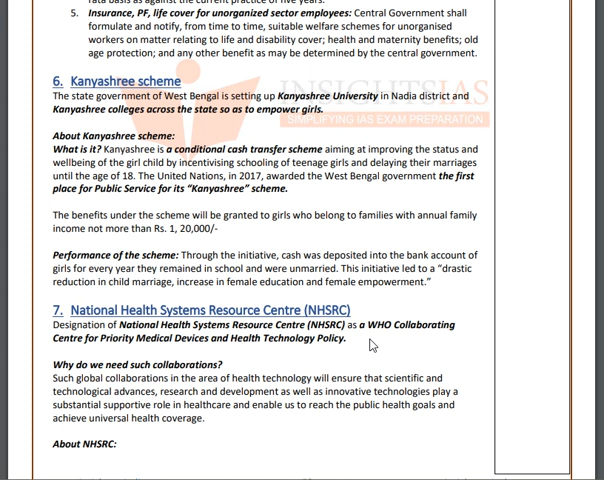 5. Insurance, PF, life cover for unorganized sector employees: Central Government shall
formulate and notify, from time to time, suitable welfare schemes for unorganised
workers on matter relating to life and disability cover; health and maternity benefits; old
age protection; and any other benefit as may be determined by the central government.
6. Kanyashree scheme
INSIGHTSIAS
SIMPLIFYING IAS EXAM PREPARATION
The state government of West Bengal is setting up Kanyashree University in Nadia district and
Kanyashree colleges across the state so as to empower girls.
About Kanyashree scheme:
What is it? Kanyashree is a conditional cash transfer scheme aiming at improving the status and
wellbeing of the girl child by incentivising schooling of teenage girls and delaying their marriages
until the age of 18. The United Nations, in 2017, awarded the West Bengal government the first
place for Public Service for its “Kanyashree” scheme.
The benefits under the scheme will be granted to girls who belong to families with annual family
income not more than Rs. 1, 20,000/-
Performance of the scheme: Through the initiative, cash was deposited into the bank account of
girls for every year they remained in school and were unmarried. This initiative led to a “drastic
reduction in child marriage, increase in female education and female empowerment.”
7. National Health Systems Resource Centre (NHSRC)
Designation of National Health Systems Resource Centre (NHSRC) as a WHO Collaborating
Centre for Priority Medical Devices and Health Technology Policy.
Why do we need such collaborations?
Such global collaborations in the area of health technology will ensure that scientific and
technological advances, research and development as well as innovative technologies play a
substantial supportive role in healthcare and enable us to reach the public health goals and
achieve universal health coverage.
About NHSRC: